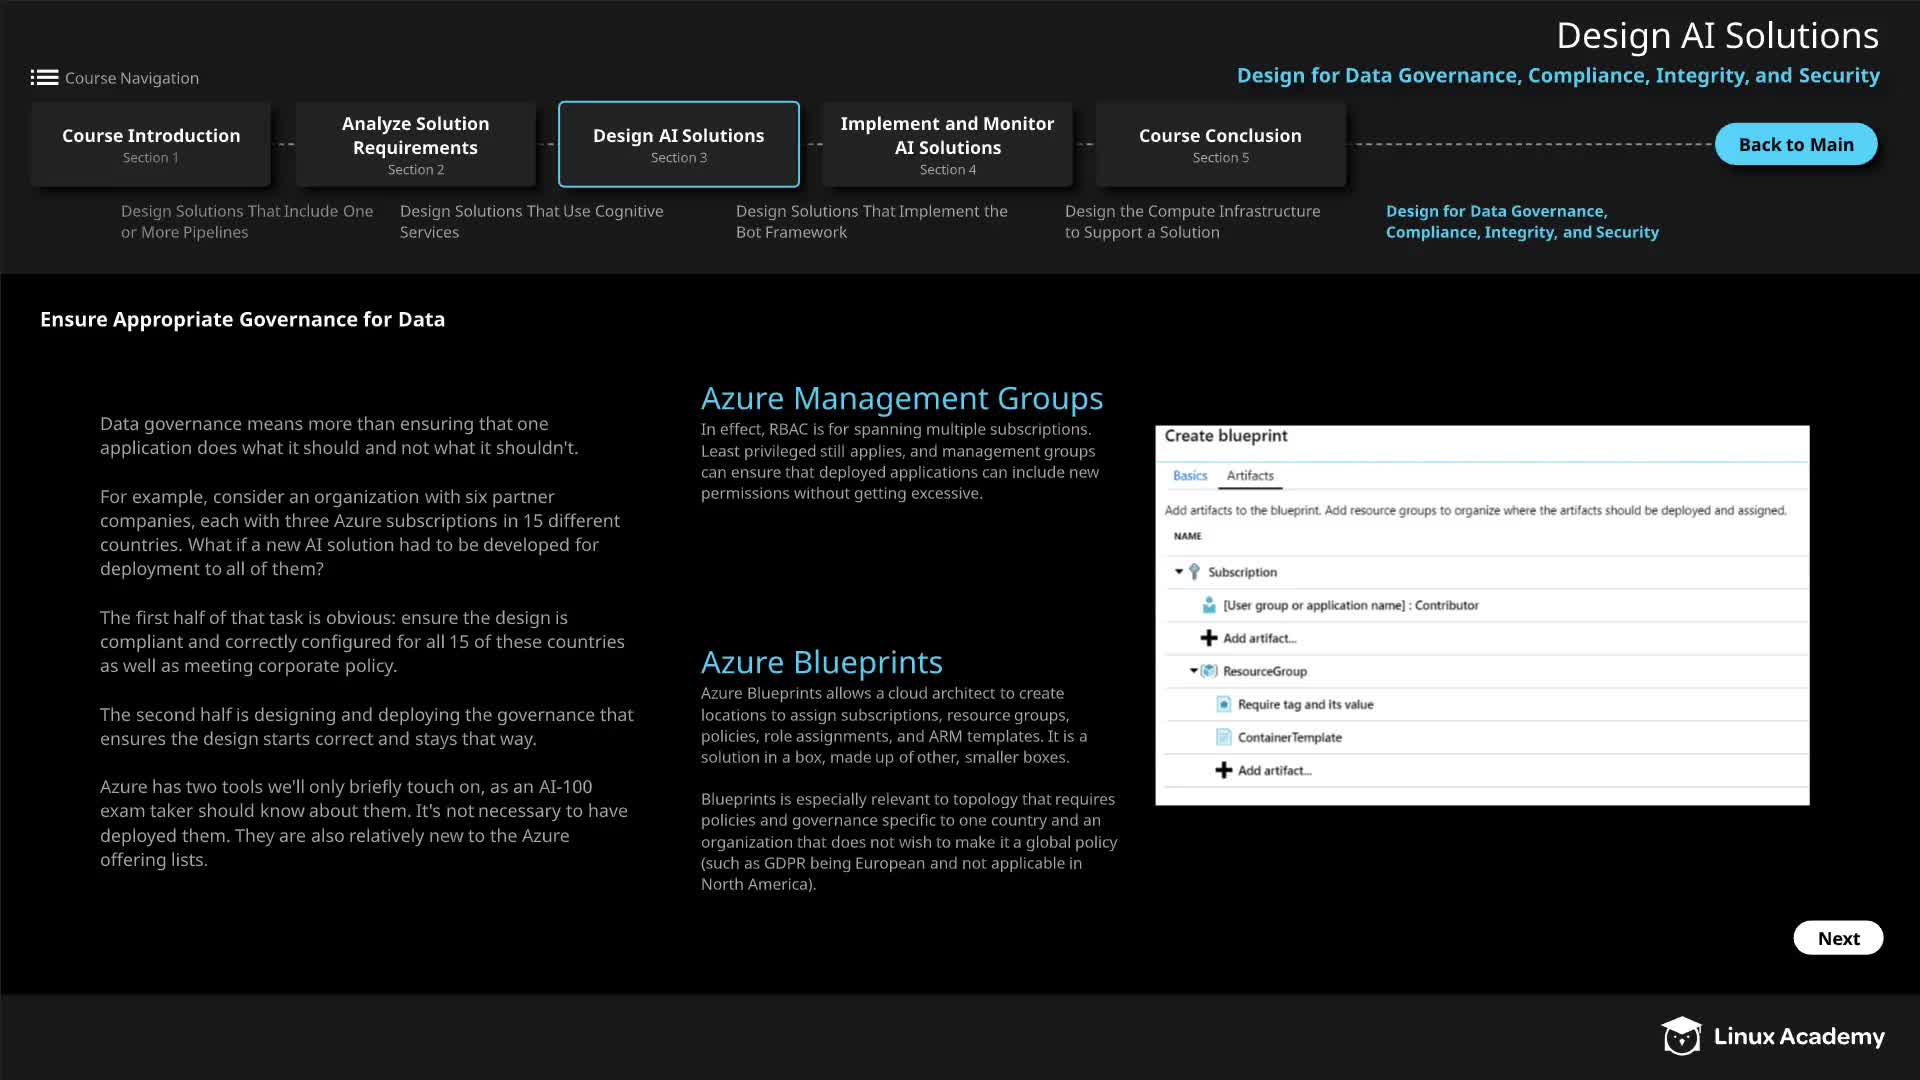 Design AI Solutions
Design for Data Governance, Compliance, Integrity, and Security
Course Navigation
Course Introduction
Section 1
Analyze Solution
Requirements
Section 2
Design AI Solutions
Section 3
Implement and Monitor
AI Solutions
Section 4
Course Conclusion
Section 5
Back to Main
Design Solutions That Include One
or More Pipelines
Design Solutions That Use Cognitive
Services
Design Solutions That Implement the
Bot Framework
Design the Compute Infrastructure
to Support a Solution
Design for Data Governance,
Compliance, Integrity, and Security
Ensure Appropriate Governance for Data
Data governance means more than ensuring that one
application does what it should and not what it shouldn't.
For example, consider an organization with six partner
companies, each with three Azure subscriptions in 15 different
countries. What if a new AI solution had to be developed for
deployment to all of them?
The first half of that task is obvious: ensure the design is
compliant and correctly configured for all 15 of these countries
as well as meeting corporate policy.
The second half is designing and deploying the governance that
ensures the design starts correct and stays that way.
Azure has two tools we'll only briefly touch on, as an AI-100
exam taker should know about them. It's not necessary to have
deployed them. They are also relatively new to the Azure
offering lists.
Azure Management Groups
In effect, RBAC is for spanning multiple subscriptions.
Least privileged still applies, and management groups
can ensure that deployed applications can include new
permissions without getting excessive.
Azure Blueprints
Azure Blueprints allows a cloud architect to create
locations to assign subscriptions, resource groups,
policies, role assignments, and ARM templates. It is a
solution in a box, made up of other, smaller boxes.
Blueprints is especially relevant to topology that requires
policies and governance specific to one country and an
organization that does not wish to make it a global policy
(such as GDPR being European and not applicable in
North America).
Create blueprint
Basics Artifacts
Add artifacts to the blueprint. Add resource groups to organize where the artifacts should be deployed and assigned.
NAME
Subscription
[User group or application name] : Contributor
Add artifact...
ResourceGroup
Require tag and its value
ContainerTemplate
Add artifact...
Next
Linux Academy